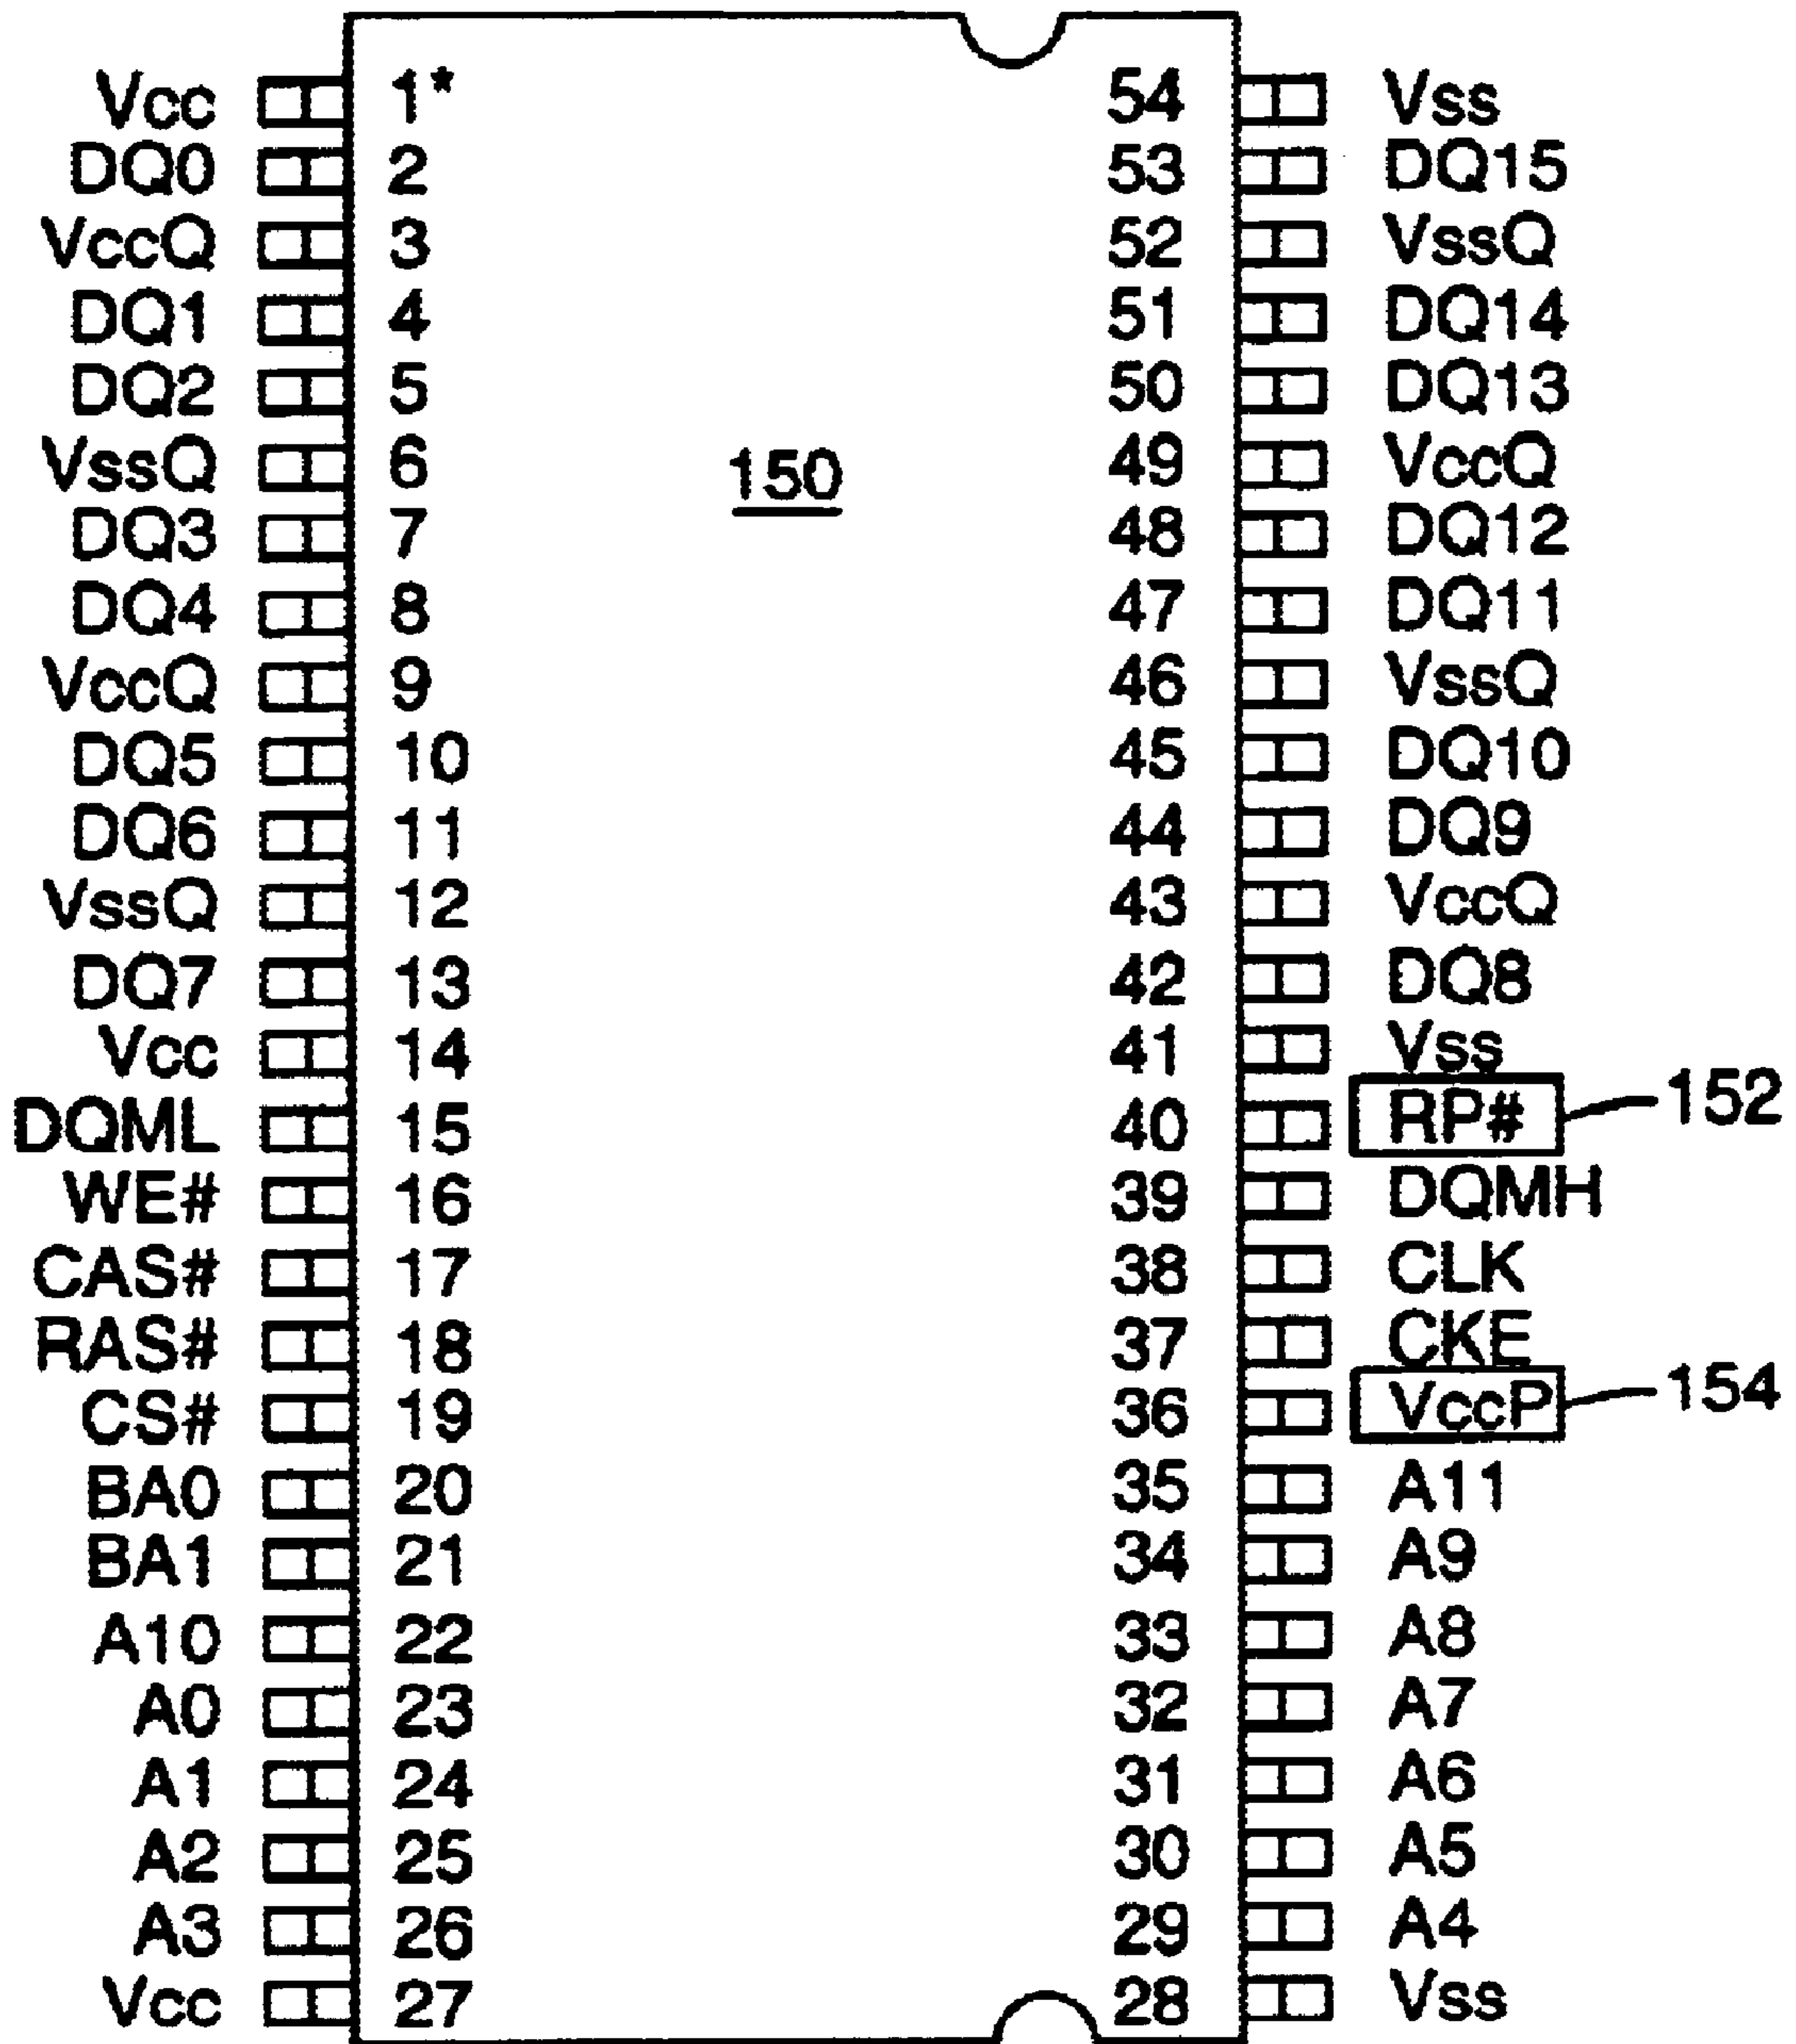 Vcc 1* 54 Vss
DQ0 2 53 DQ15
VccQ 3 52 VssQ
DQ1 4 51 DQ14
DQ2 5 50 DQ13
VssQ 6 150 49 VccQ
DQ3 7 48 DQ12
DQ4 8 47 DQ11
VccQ 9 46 VssQ
DQ5 10 45 DQ10
DQ6 11 44 DQ9
VssQ 12 43 VccQ
DQ7 13 42 DQ8
Vcc 14 41 Vss
DQML 15 40 RP# 152
WE# 16 39 DQMH
CAS# 17 38 CLK
RAS# 18 37 CKE
CS# 19 36 VccP 154
BA0 20 35 A11
BA1 21 34 A9
A10 22 33 A8
A0 23 32 A7
A1 24 31 A6
A2 25 30 A5
A3 26 29 A4
Vcc 27 28 Vss